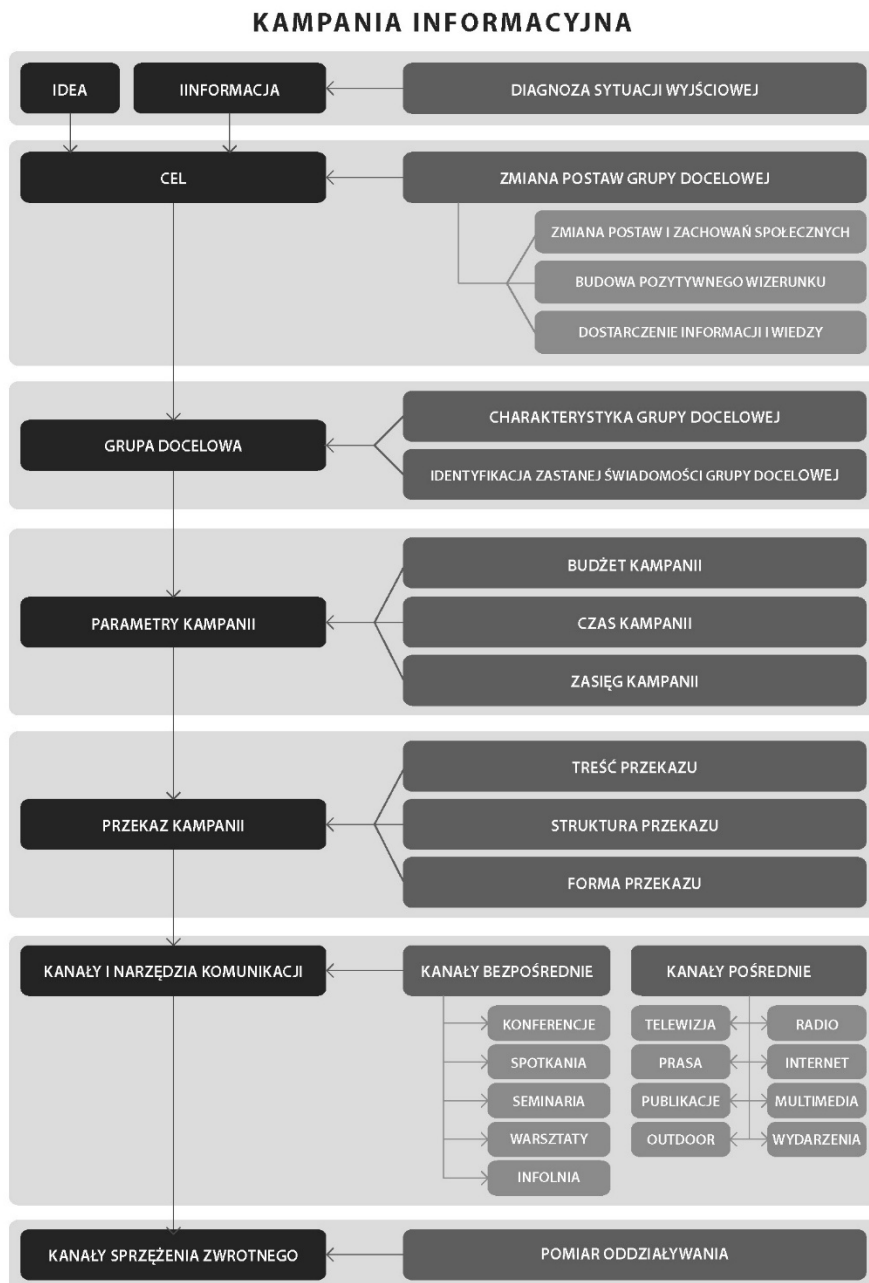 KAMPANIA INFORMACYJNA
IDEA
IINFORMACJA
DIAGNOZA SYTUACJI WYJŚCIOWEJ
CEL
ZMIANA POSTAW GRUPY DOCELOWEJ
ZMIANA POSTAW I ZACHOWAŃ SPOŁECZNYCH
BUDOWA POZYTYWNEGO WIZERUNKU
DOSTARCZENIE INFORMACJI I WIEDZY
GRUPA DOCELOWA
CHARAKTERYSTYKA GRUPY DOCELOWEJ
IDENTYFIKACJA ZASTANEJ ŚWIADOMOŚCI GRUPY DOCELOWEJ
PARAMETRY KAMPANII
BUDŻET KAMPANII
CZAS KAMPANII
ZASIĘG KAMPANII
PRZEKAZ KAMPANII
TREŚĆ PRZEKAZU
STRUKTURA PRZEKAZU
FORMA PRZEKAZU
KANAŁY I NARZĘDZIA KOMUNIKACJI
KANAŁY BEZPOŚREDNIE
KONFERENCJE
SPOTKANIA
SEMINARIA
WARSZTATY
INFOLNIA
KANAŁY POŚREDNIE
TELEWIZJA
RADIO
PRASA
INTERNET
PUBLIKACJE
MULTIMEDIA
OUTDOOR
WYDARZENIA
KANAŁY SPRZĘŻENIA ZWROTNEGO
POMIAR ODDZIAŁYWANIA